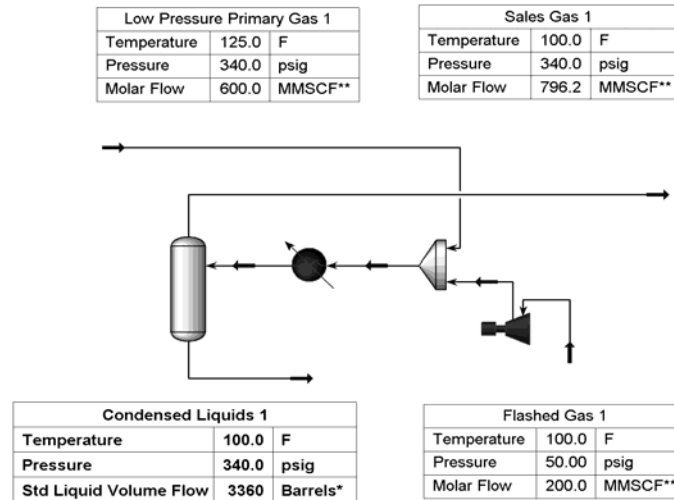 Low Pressure Primary Gas 1
Temperature 125.0 F
Pressure 340.0 psig
Molar Flow 600.0 MMSCF**
Sales Gas 1
Temperature 100.0 F
Pressure 340.0 psig
Molar Flow 796.2 MMSCF**
Condensed Liquids 1
Temperature 100.0 F
Pressure 340.0 psig
Std Liquid Volume Flow 3360 Barrels*
Flashed Gas 1
Temperature 100.0 F
Pressure 50.00 psig
Molar Flow 200.0 MMSCF**